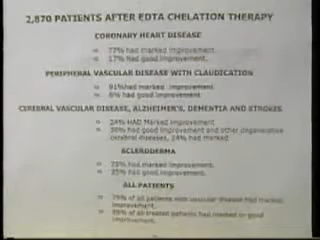 2,870 PATIENTS AFTER EDTA CHELATION THERAPY
CORONARY HEART DISEASE
77% had marked improvement.
17% had good improvement.
PERIPHERAL VASCULAR DISEASE WITH CLAUDICATION
91%had marked improvement
8% had good improvement
CEREBRAL VASCULAR DISEASE, ALZHEIMER'S, DEMENTIA AND STROKES
24% HAD Marked improvement
30% had good improvement and other degenerative
cerebral diseases, 24% had marked
SCLERODERMA
75% had marked improvement.
25% had good improvement.
ALL PATIENTS
75% of all patients with vascular disease had marked
improvement.
89% of all treated patients had marked or good
improvement.